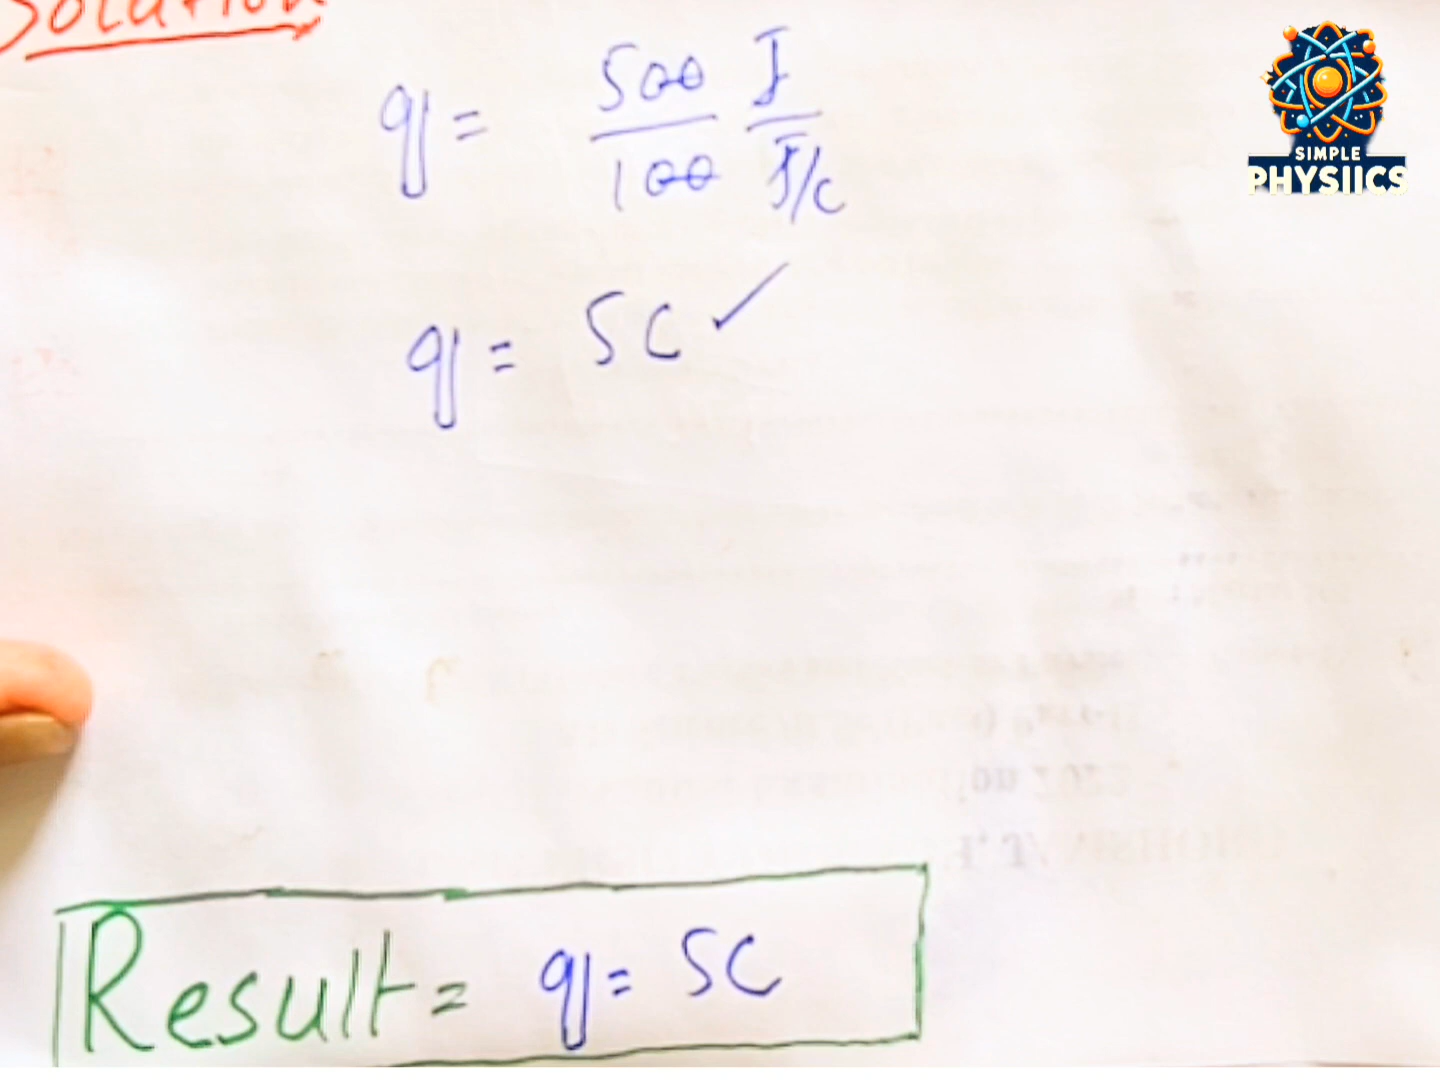 Solution
SIMPLE
PHYSIICS
q = 500/100 J/J/C
q = 5C ✓
Result = q = 5C